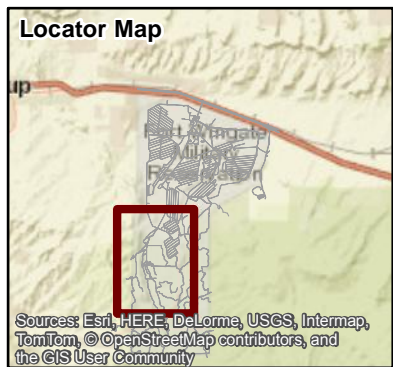 Locator Map
up
Fort Wingate
Military
Reservation
Sources: Esri, HERE, DeLorme, USGS, Intermap,
TomTom, © OpenStreetMap contributors, and
the GIS User Community